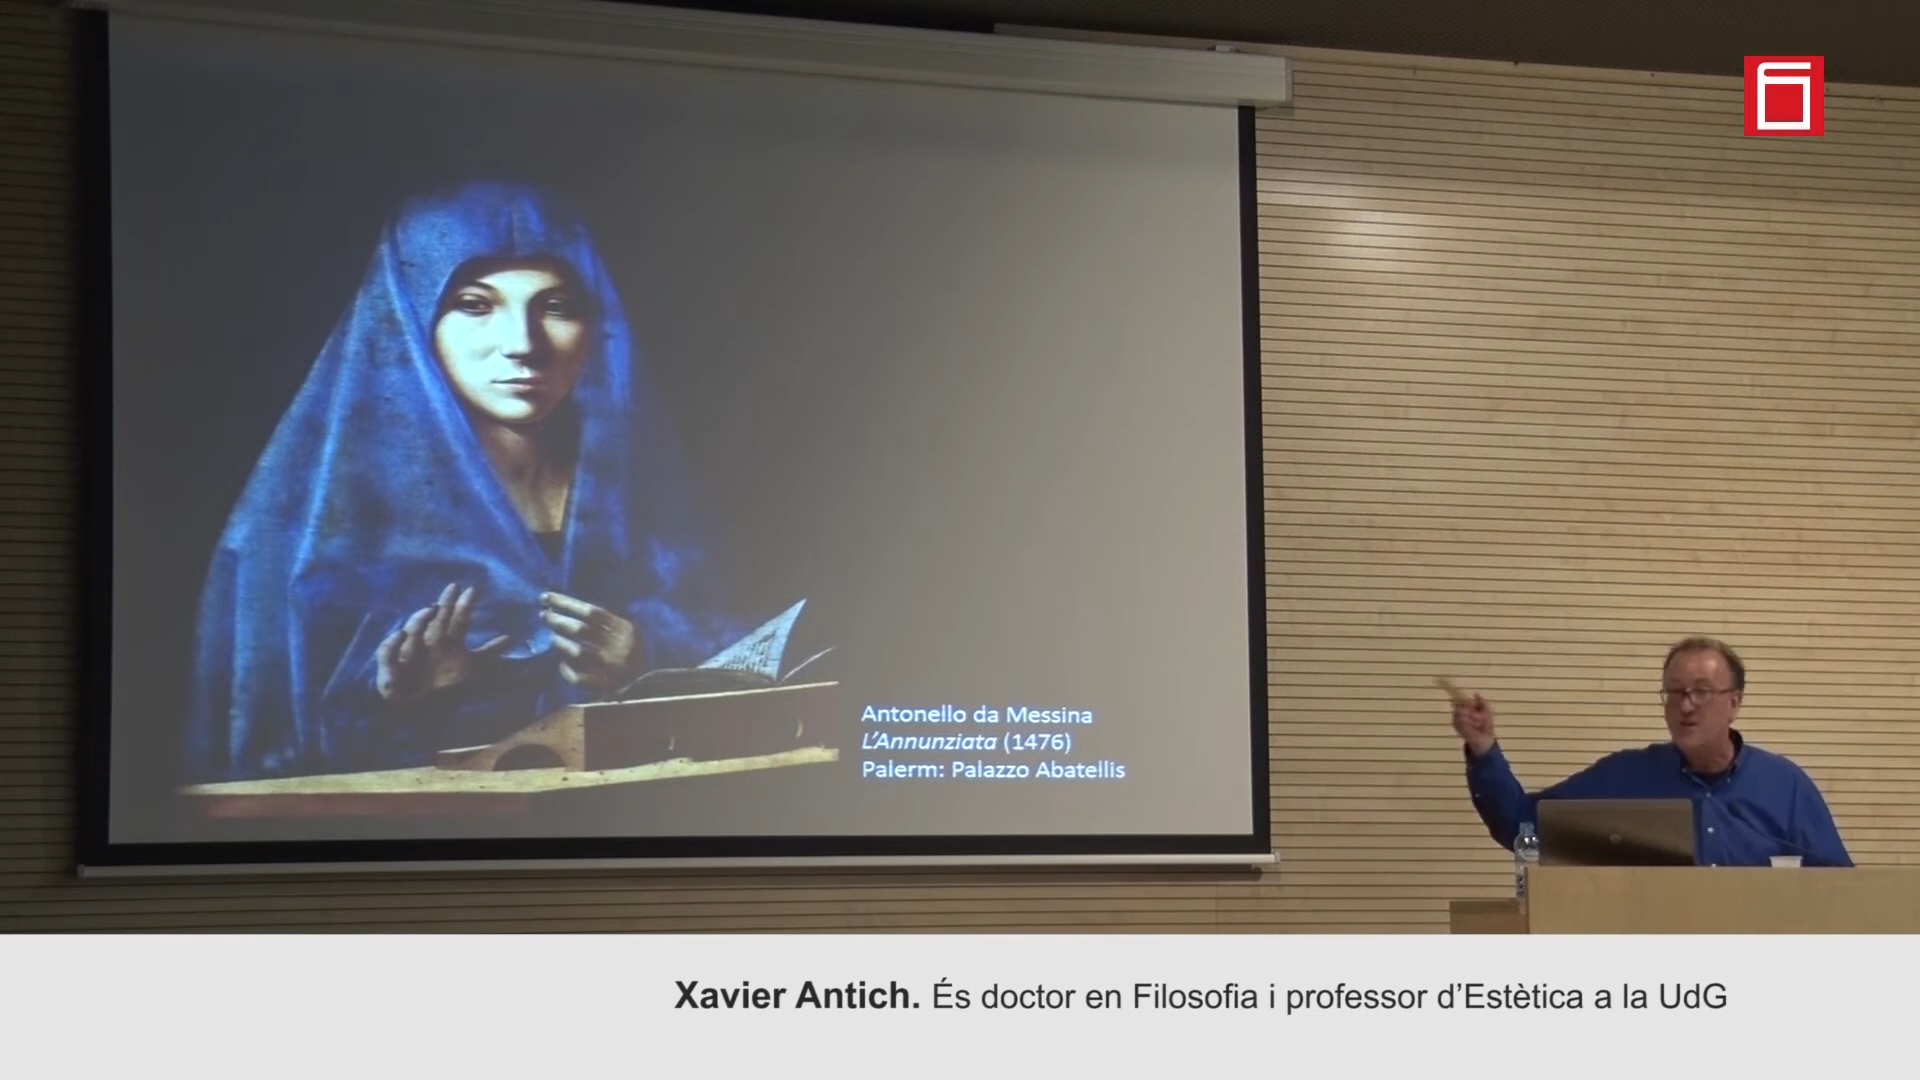 Antonello da Messina
L'Annunziata (1476)
Palerm: Palazzo Abatellis
Xavier Antich. És doctor en Filosofia i professor d'Estètica a la UdG